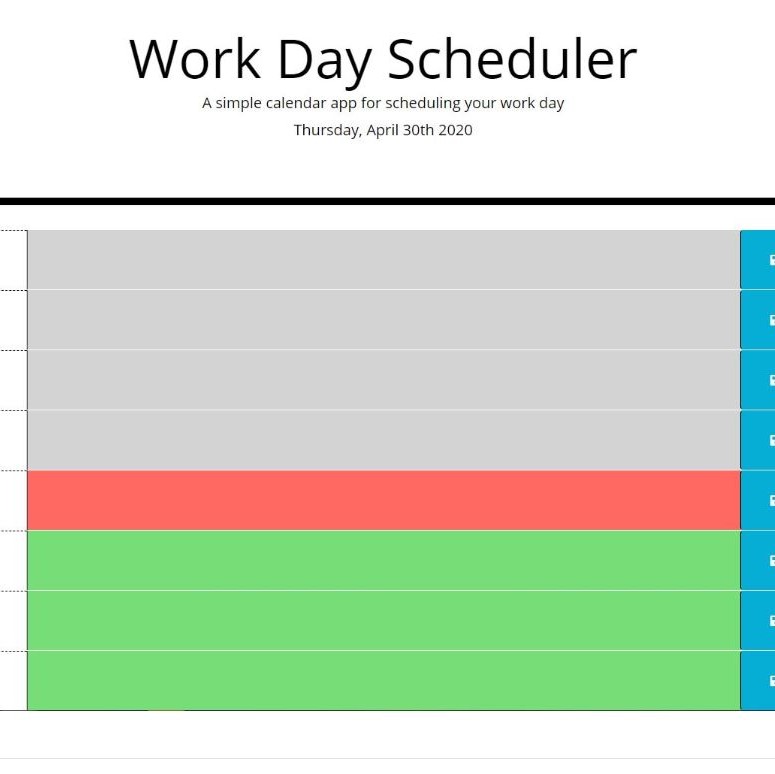 Work Day Scheduler
A simple calendar app for scheduling your work day
Thursday, April 30th 2020